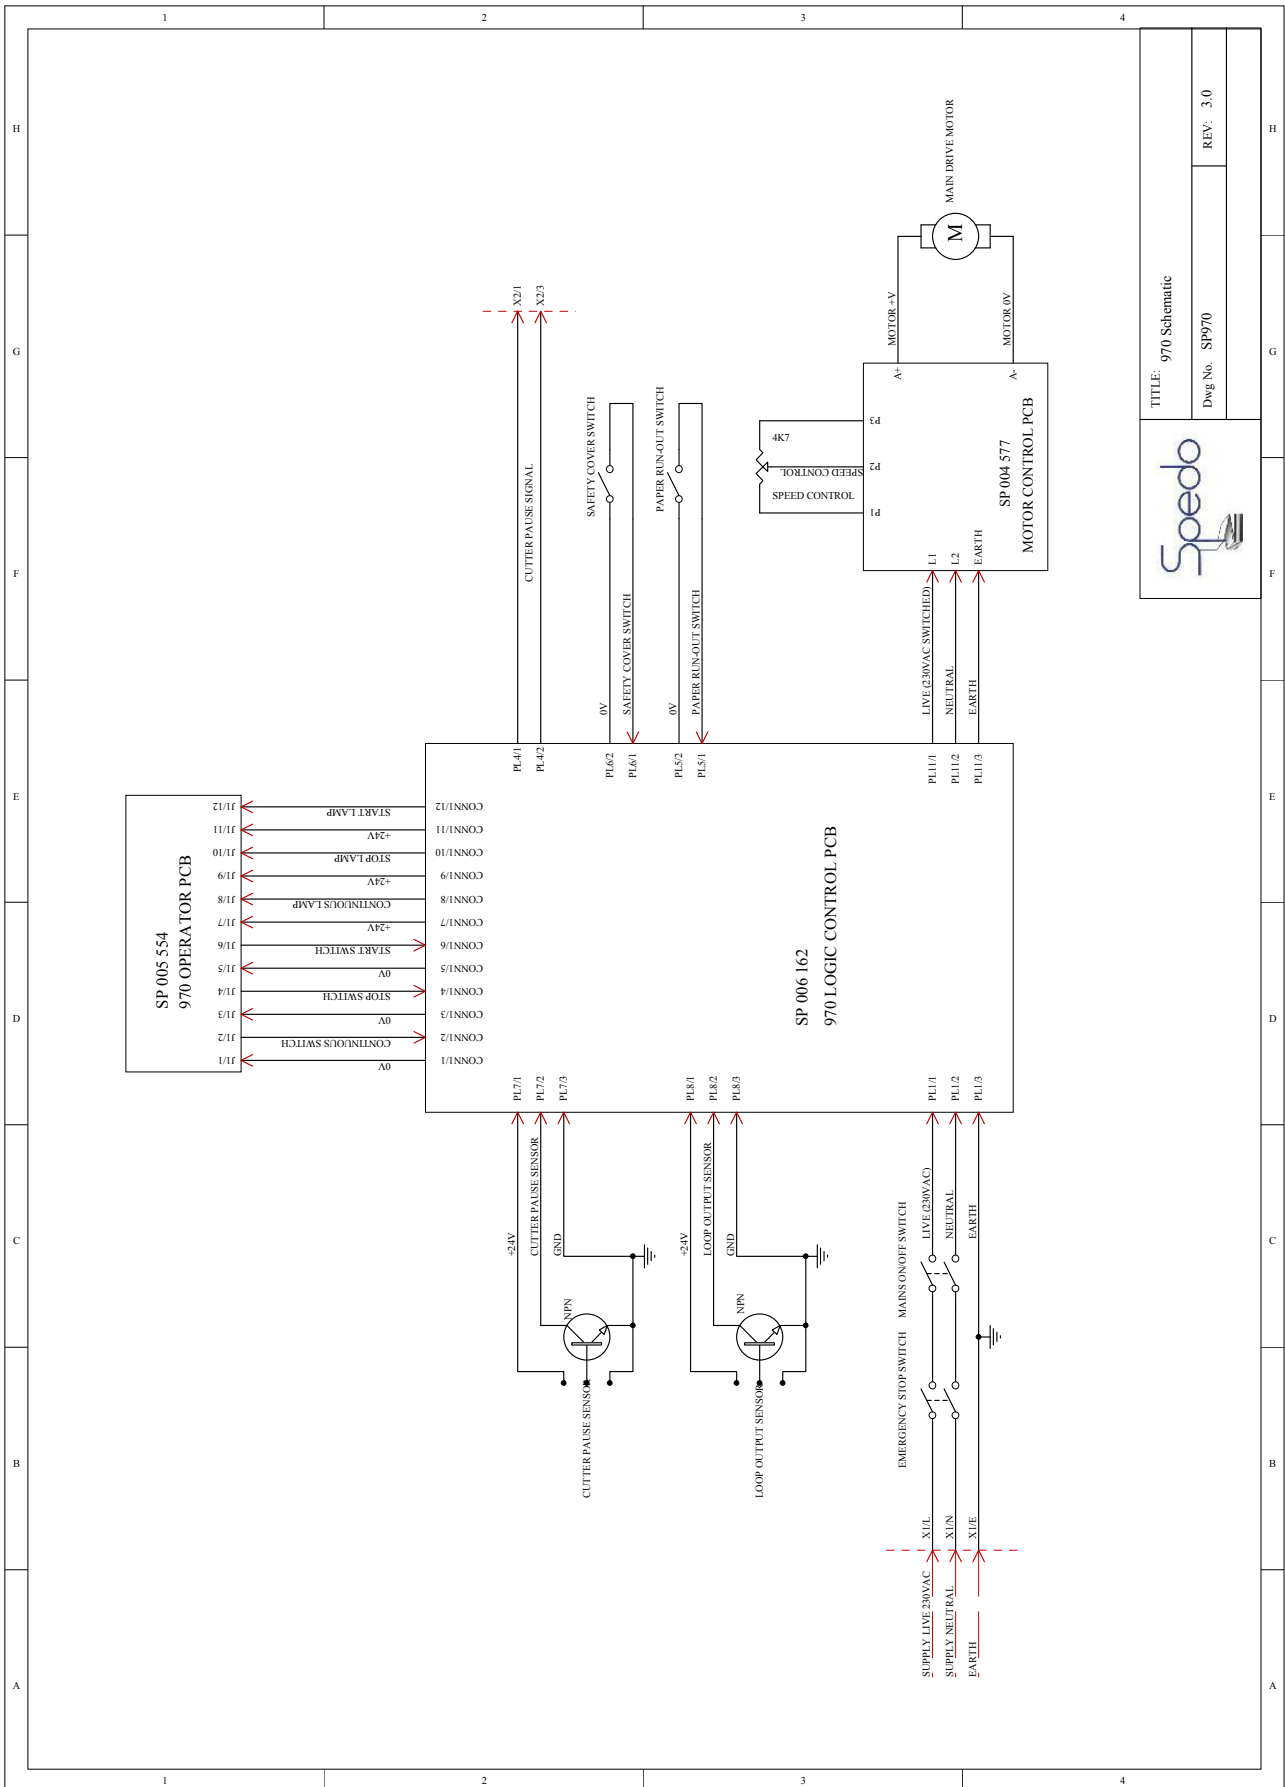 1
2
3
4
H
G
F
E
D
C
B
A
H
G
F
E
D
C
B
A
1
2
3
4
SP 005 554
970 OPERATOR PCB
J1/1
J1/2
J1/3
J1/4
J1/5
J1/6
J1/7
J1/8
J1/9
J1/10
J1/11
J1/12
0V
CONTINUOUS SWITCH
0V
STOP SWITCH
0V
START SWITCH
+24V
CONTINUOUS LAMP
+24V
STOP LAMP
+24V
START LAMP
CONN1/1
CONN1/2
CONN1/3
CONN1/4
CONN1/5
CONN1/6
CONN1/7
CONN1/8
CONN1/9
CONN1/10
CONN1/11
CONN1/12
SP 006 162
970 LOGIC CONTROL PCB
PL7/1
PL7/2
PL7/3
+24V
CUTTER PAUSE SENSOR
GND
NPN
CUTTER PAUSE SENSOR
PL8/1
PL8/2
PL8/3
+24V
LOOP OUTPUT SENSOR
GND
NPN
LOOP OUTPUT SENSOR
PL1/1
PL1/2
PL1/3
LIVE (230VAC)
NEUTRAL
EARTH
EMERGENCY STOP SWITCH
MAINS ON/OFF SWITCH
X1/L
X1/N
X1/E
SUPPLY LIVE 230VAC
SUPPLY NEUTRAL
EARTH
PL4/1
PL4/2
CUTTER PAUSE SIGNAL
X2/1
X2/3
PL6/2
PL6/1
0V
SAFETY COVER SWITCH
SAFETY COVER SWITCH
PL5/2
PL5/1
0V
PAPER RUN-OUT SWITCH
PAPER RUN-OUT SWITCH
PL11/1
PL11/2
PL11/3
LIVE (230VAC SWITCHED)
NEUTRAL
EARTH
L1
L2
EARTH
SP 004 577
MOTOR CONTROL PCB
P1
P2
P3
SPEED CONTROL
SPEED CONTROL
4K7
A+
A-
MOTOR +V
MOTOR 0V
M
MAIN DRIVE MOTOR
Spedo
TITLE:
970 Schematic
Dwg No. SP970
REV: 3.0